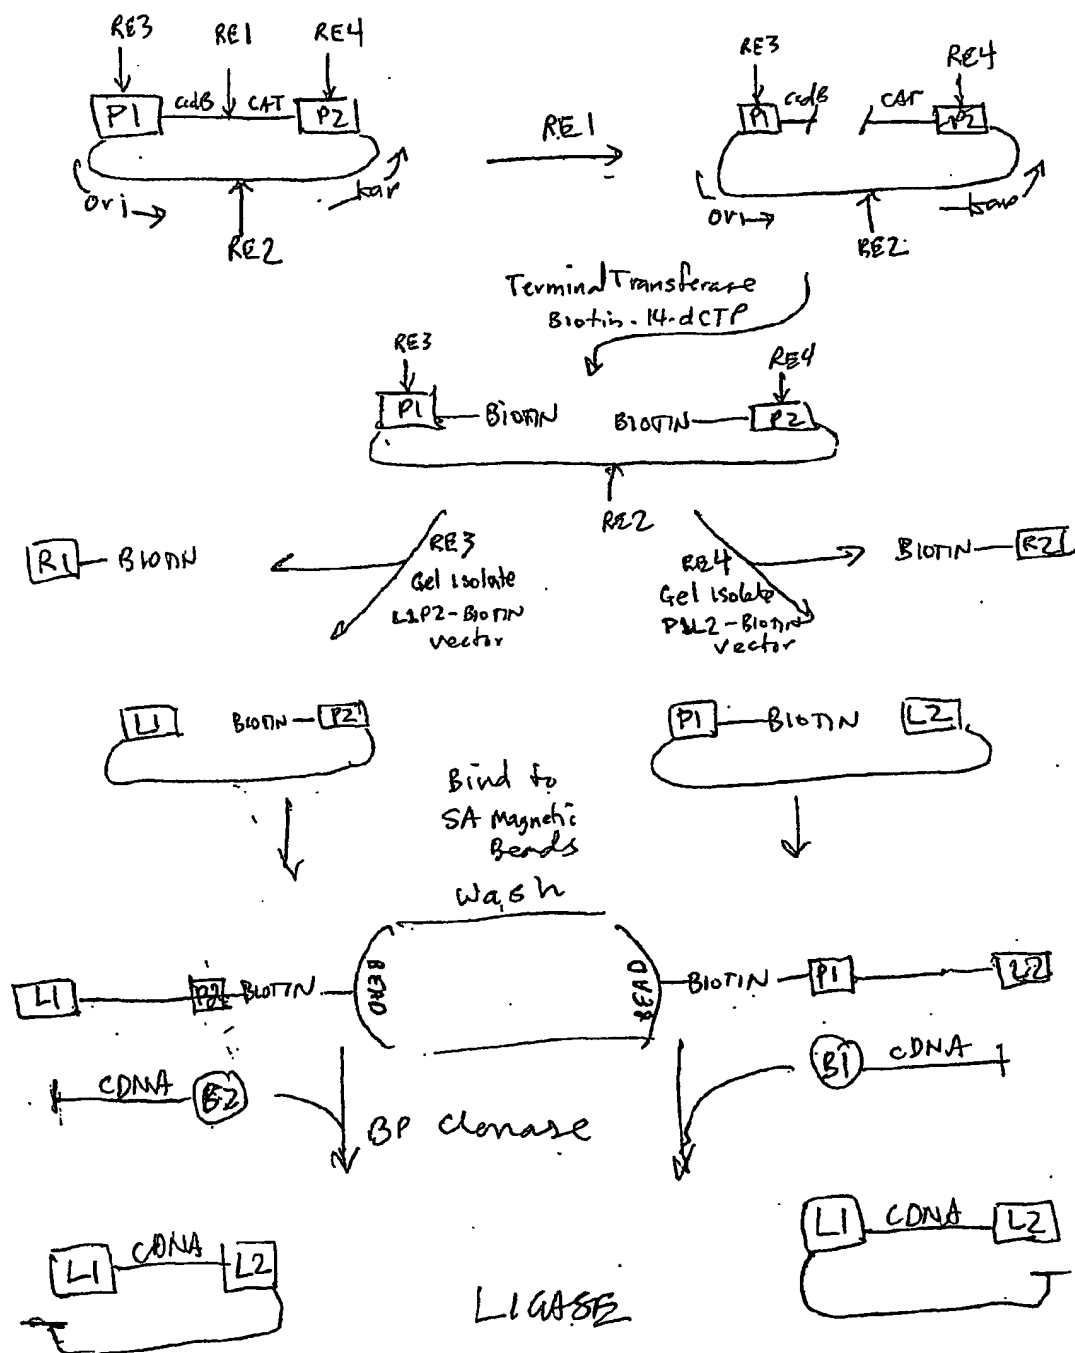 RE3 RE1 RE4
P1 ccdB CAT P2
ori → kan
RE2
RE1
RE3 RE4
P1 ccdB CAT P2
ori → kan
RE2
Terminal Transferase
Biotin-14-dCTP
RE3 RE4
P1 BIOTIN BIOTIN P2
RE2
R1 BIOTIN
RE3
Gel isolate
L1P2-BIOTIN
vector
RE4
Gel isolate
P1L2-BIOTIN
vector
BIOTIN R2
L1 BIOTIN P2
P1 BIOTIN L2
Bind to
SA Magnetic
Beads
Wash
L1 P2 BIOTIN BEAD
BEAD BIOTIN P1 L2
cDNA B2
B1 cDNA
BP Clonase
L1 cDNA L2
L1 cDNA L2
LIGASE